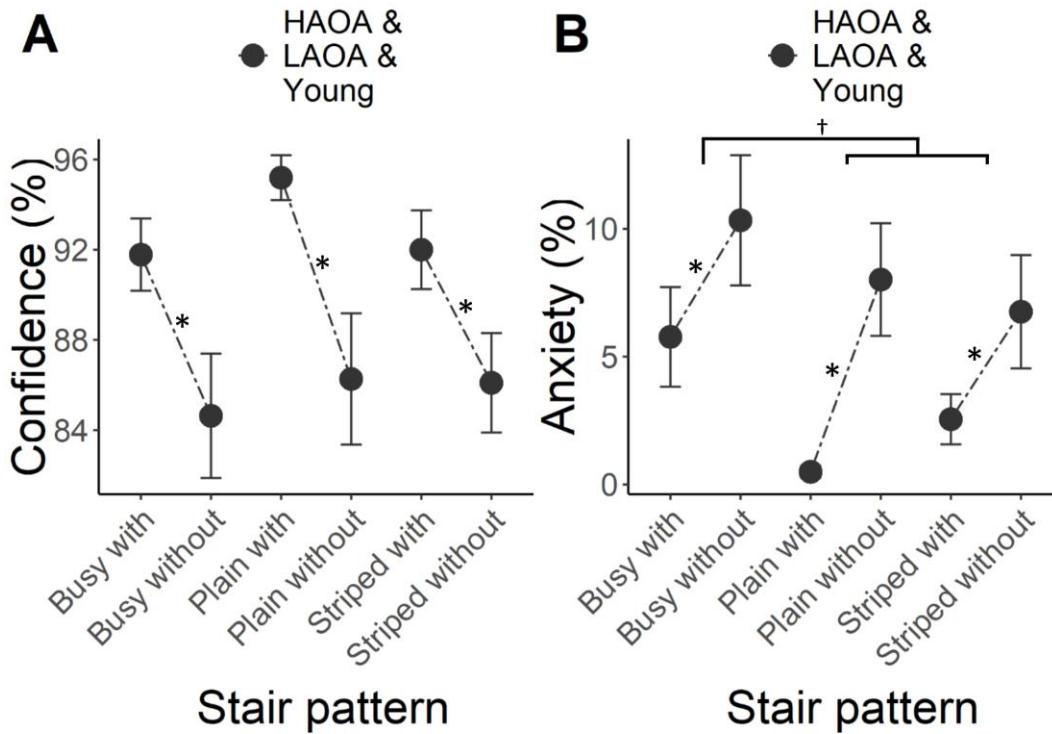 A
HAOA &
LAOA &
Young
Confidence (%)
96
92
88
84
*
*
*
Busy with
Busy without
Plain with
Plain without
Striped with
Striped without
Stair pattern
B
HAOA &
LAOA &
Young
†
Anxiety (%)
10
5
0
*
*
*
Busy with
Busy without
Plain with
Plain without
Striped with
Striped without
Stair pattern